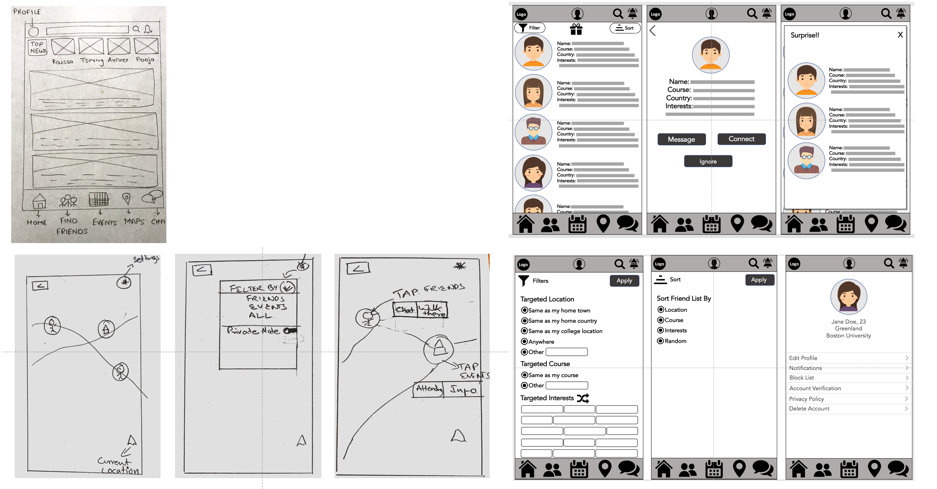 PROFILE
TOP NEWS
Raissa
Avinex
Pooja
HOME
FIND FRIENDS
EVENTS
MAPS
CHA
Logo
Filter
Sort
Name:
Course:
Country:
Interests:
Name:
Course:
Country:
Interests:
Name:
Course:
Country:
Interests:
Name:
Course:
Country:
Interests:
Name:
Course:
Logo
Name:
Course:
Country:
Interests:
Message
Connect
Ignore
Logo
Surprise!!
X
Name:
Course:
Country:
Interests:
Name:
Course:
Country:
Interests:
Name:
Course:
Country:
Interests:
Settings
Current
Location
FILTER BY
FRIENDS
EVENTS
ALL
Private Mode
TAP FRIENDS
Chat
Walk there
TAP EVENTS
Attending
Info
Logo
Filters
Apply
Targeted Location
Same as my home town
Same as my home country
Same as my college location
Anywhere
Other
Targeted Course
Same as my course
Other
Targeted Interests
Logo
Sort
Apply
Sort Friend List By
Location
Course
Interests
Random
Logo
Jane Doe, 23
Greenland
Boston University
Edit Profile
Notifications
Block List
Account Verification
Privacy Policy
Delete Account